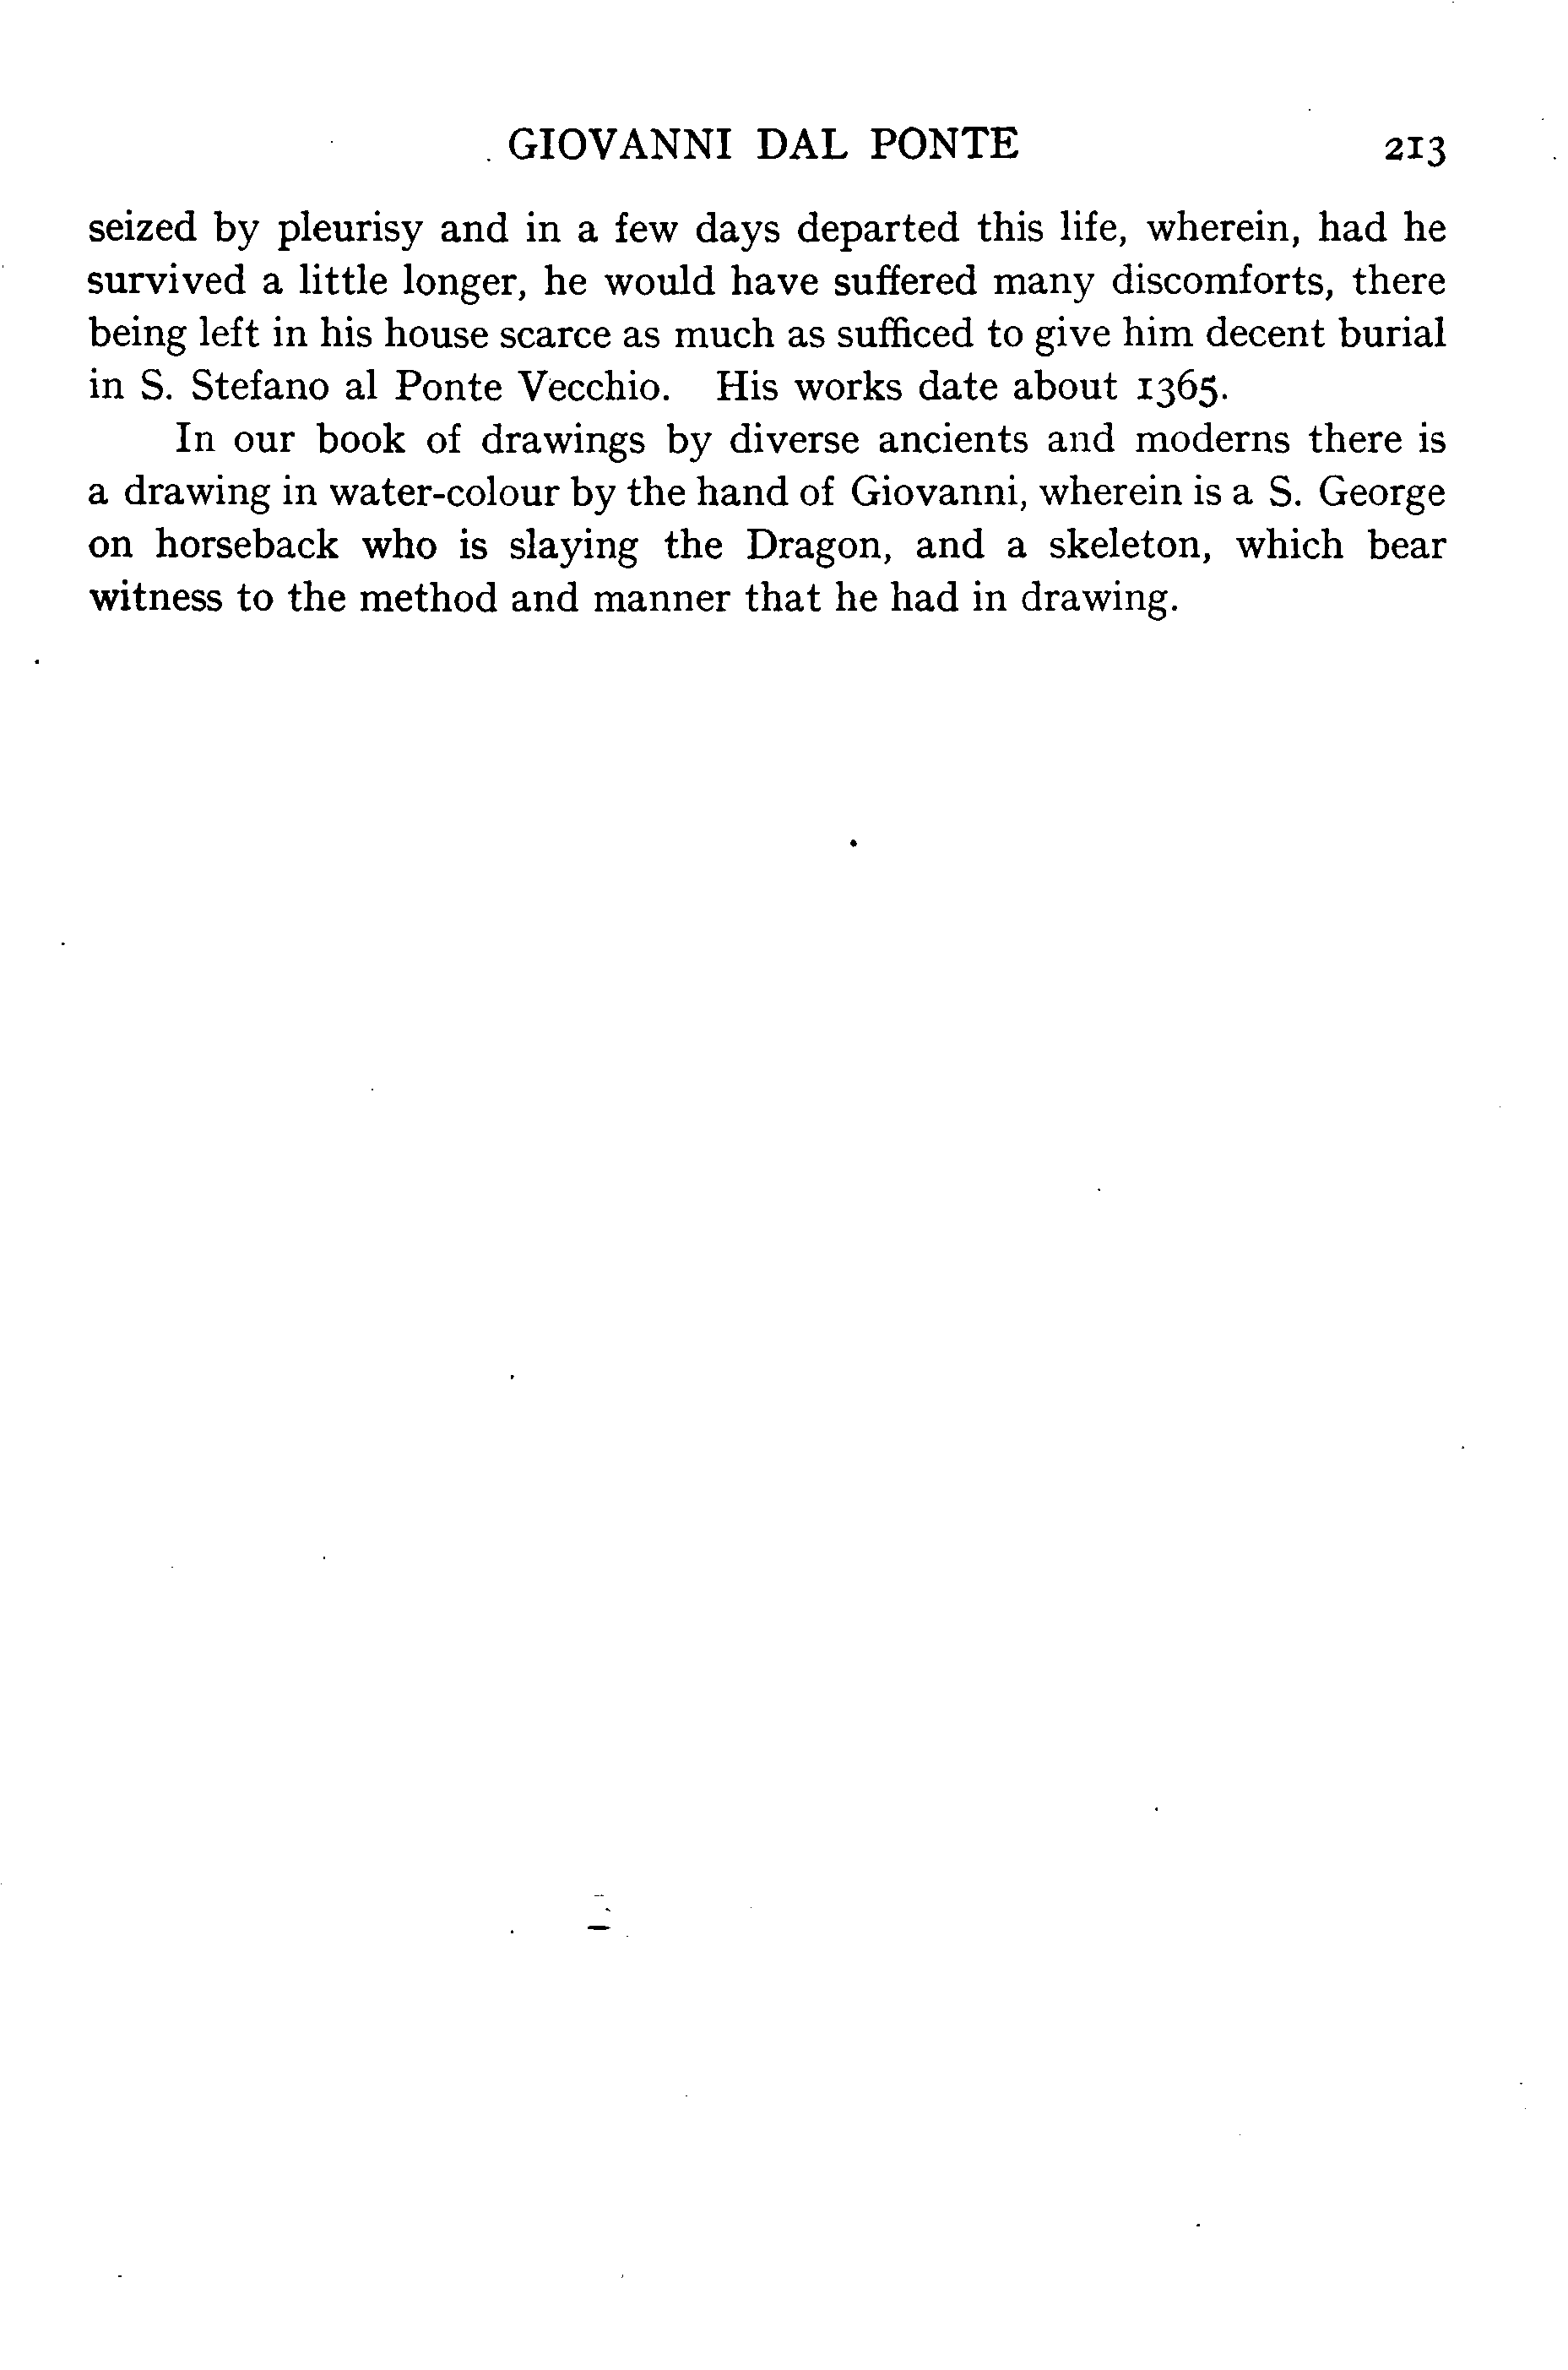 GIOVANNI DAL PONTE 213
seized by pleurisy and in a few days departed this life, wherein, had he
survived a little longer, he would have suffered many discomforts, there
being left in his house scarce as much as sufficed to give him decent burial
in S. Stefano al Ponte Vecchio. His works date about 1365.
In our book of drawings by diverse ancients and moderns there is
a drawing in water-colour by the hand of Giovanni, wherein is a S. George
on horseback who is slaying the Dragon, and a skeleton, which bear
witness to the method and manner that he had in drawing.